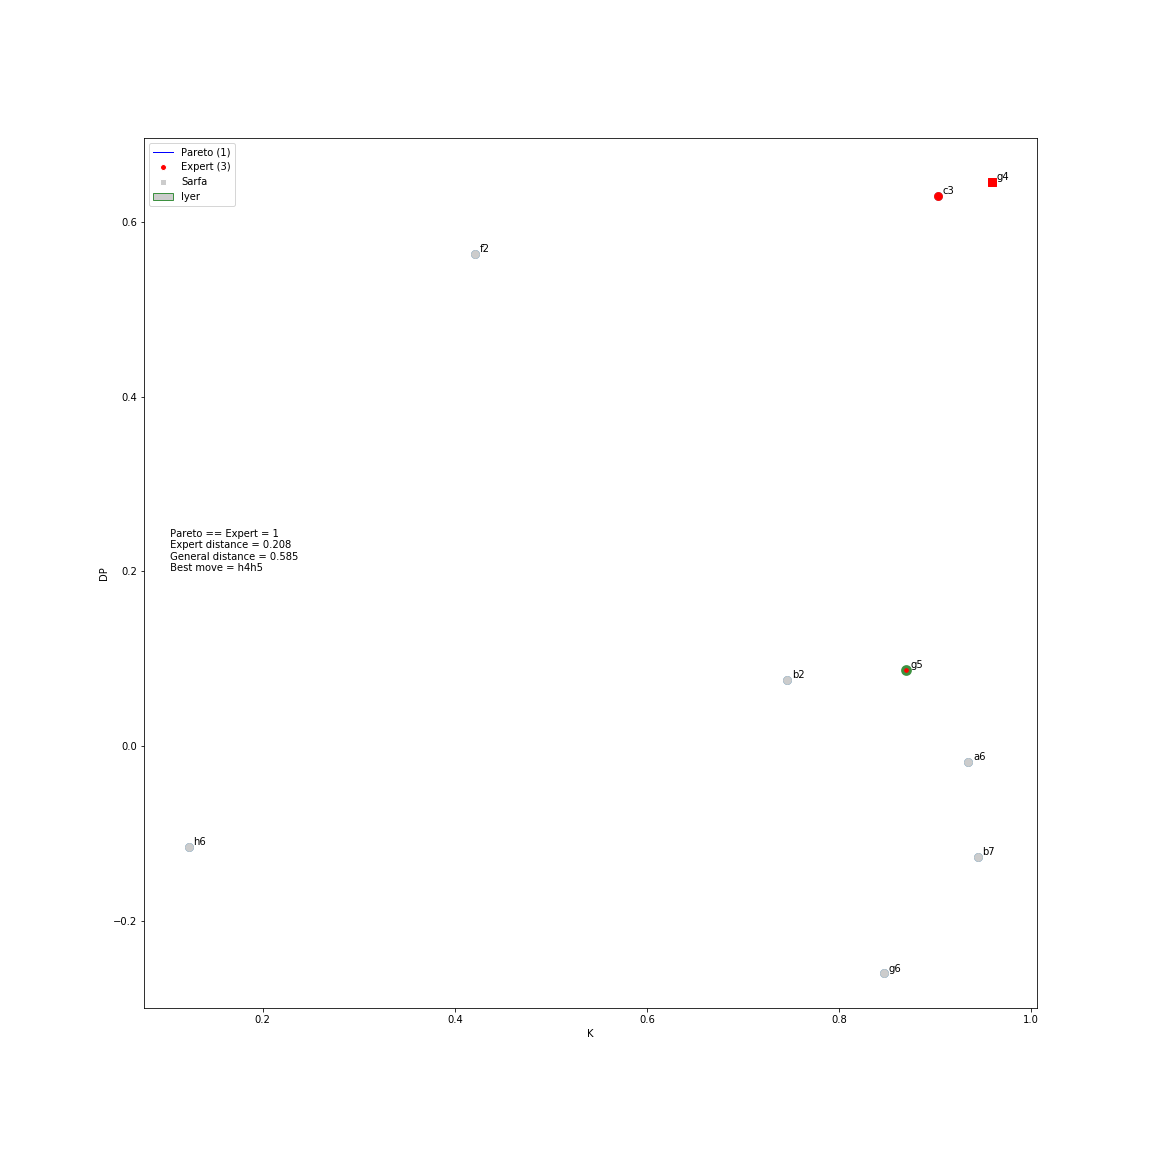 Pareto (1)
Expert (3)
Sarfa
Iyer
g4
c3
f2
0.6
0.4
Pareto == Expert = 1
Expert distance = 0.208
General distance = 0.585
Best move = h4h5
0.2
DP
g5
b2
0.0
a6
h6
b7
−0.2
g6
0.2 0.4 0.6 0.8 1.0
K